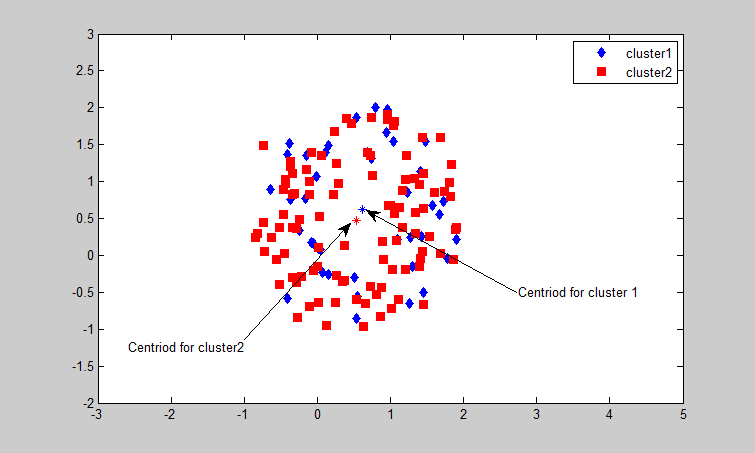 3
2.5
cluster1
cluster2
2
1.5
1
0.5
0
-0.5
Centriod for cluster 1
-1
Centriod for cluster2
-1.5
-2
-3 -2 -1 0 1 2 3 4 5